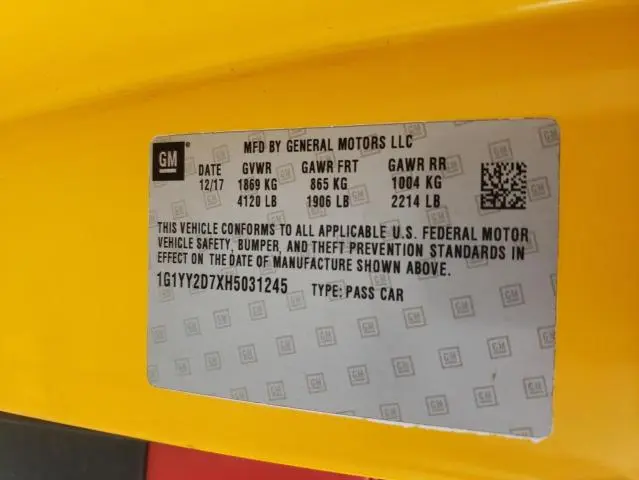 GM
MFD BY GENERAL MOTORS LLC
DATE GVWR GAWR FRT GAWR RR
12/17 1869 KG 865 KG 1004 KG
4120 LB 1906 LB 2214 LB
THIS VEHICLE CONFORMS TO ALL APPLICABLE U.S. FEDERAL MOTOR
VEHICLE SAFETY, BUMPER, AND THEFT PREVENTION STANDARDS IN
EFFECT ON THE DATE OF MANUFACTURE SHOWN ABOVE.
1G1YY2D7XH5031245 TYPE: PASS CAR